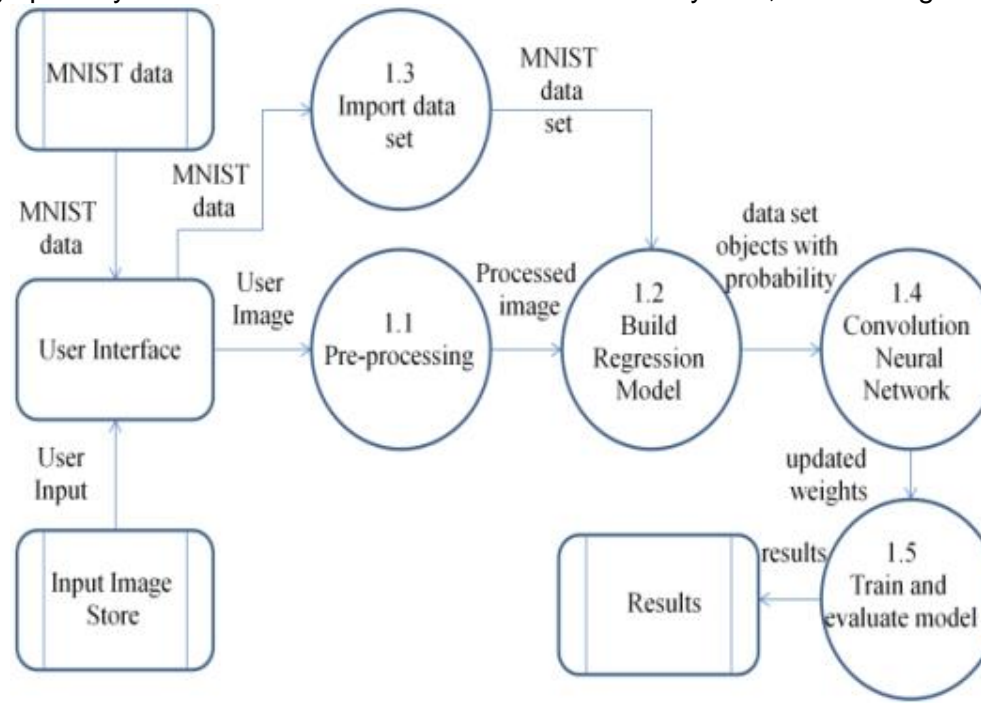 MNIST data
1.3
Import data
set
MNIST
data
set
MNIST
data
MNIST
data
data set
objects with
probability
User Interface
User
Image
1.1
Pre-processing
Processed
image
1.2
Build
Regression
Model
1.4
Convolution
Neural
Network
User
Input
updated
weights
Input Image
Store
Results
results
1.5
Train and
evaluate model